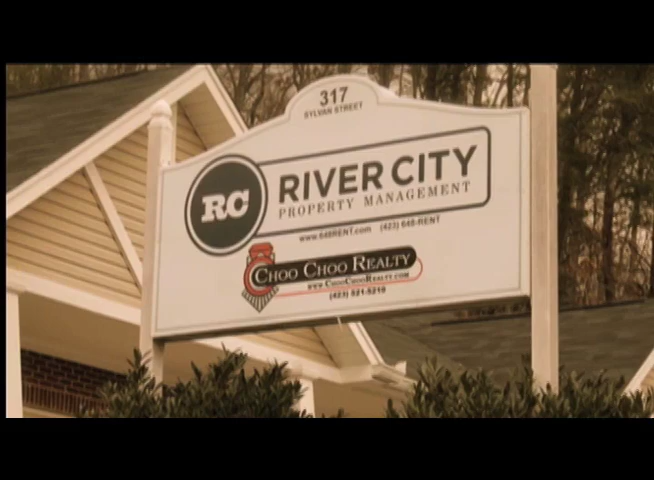 317
SYLVAN STREET
RC
RIVER CITY
PROPERTY MANAGEMENT
www.648RENT.com (423) 648-RENT
CHOO CHOO REALTY
www.ChooChooRealty.com
(423) 521-5210